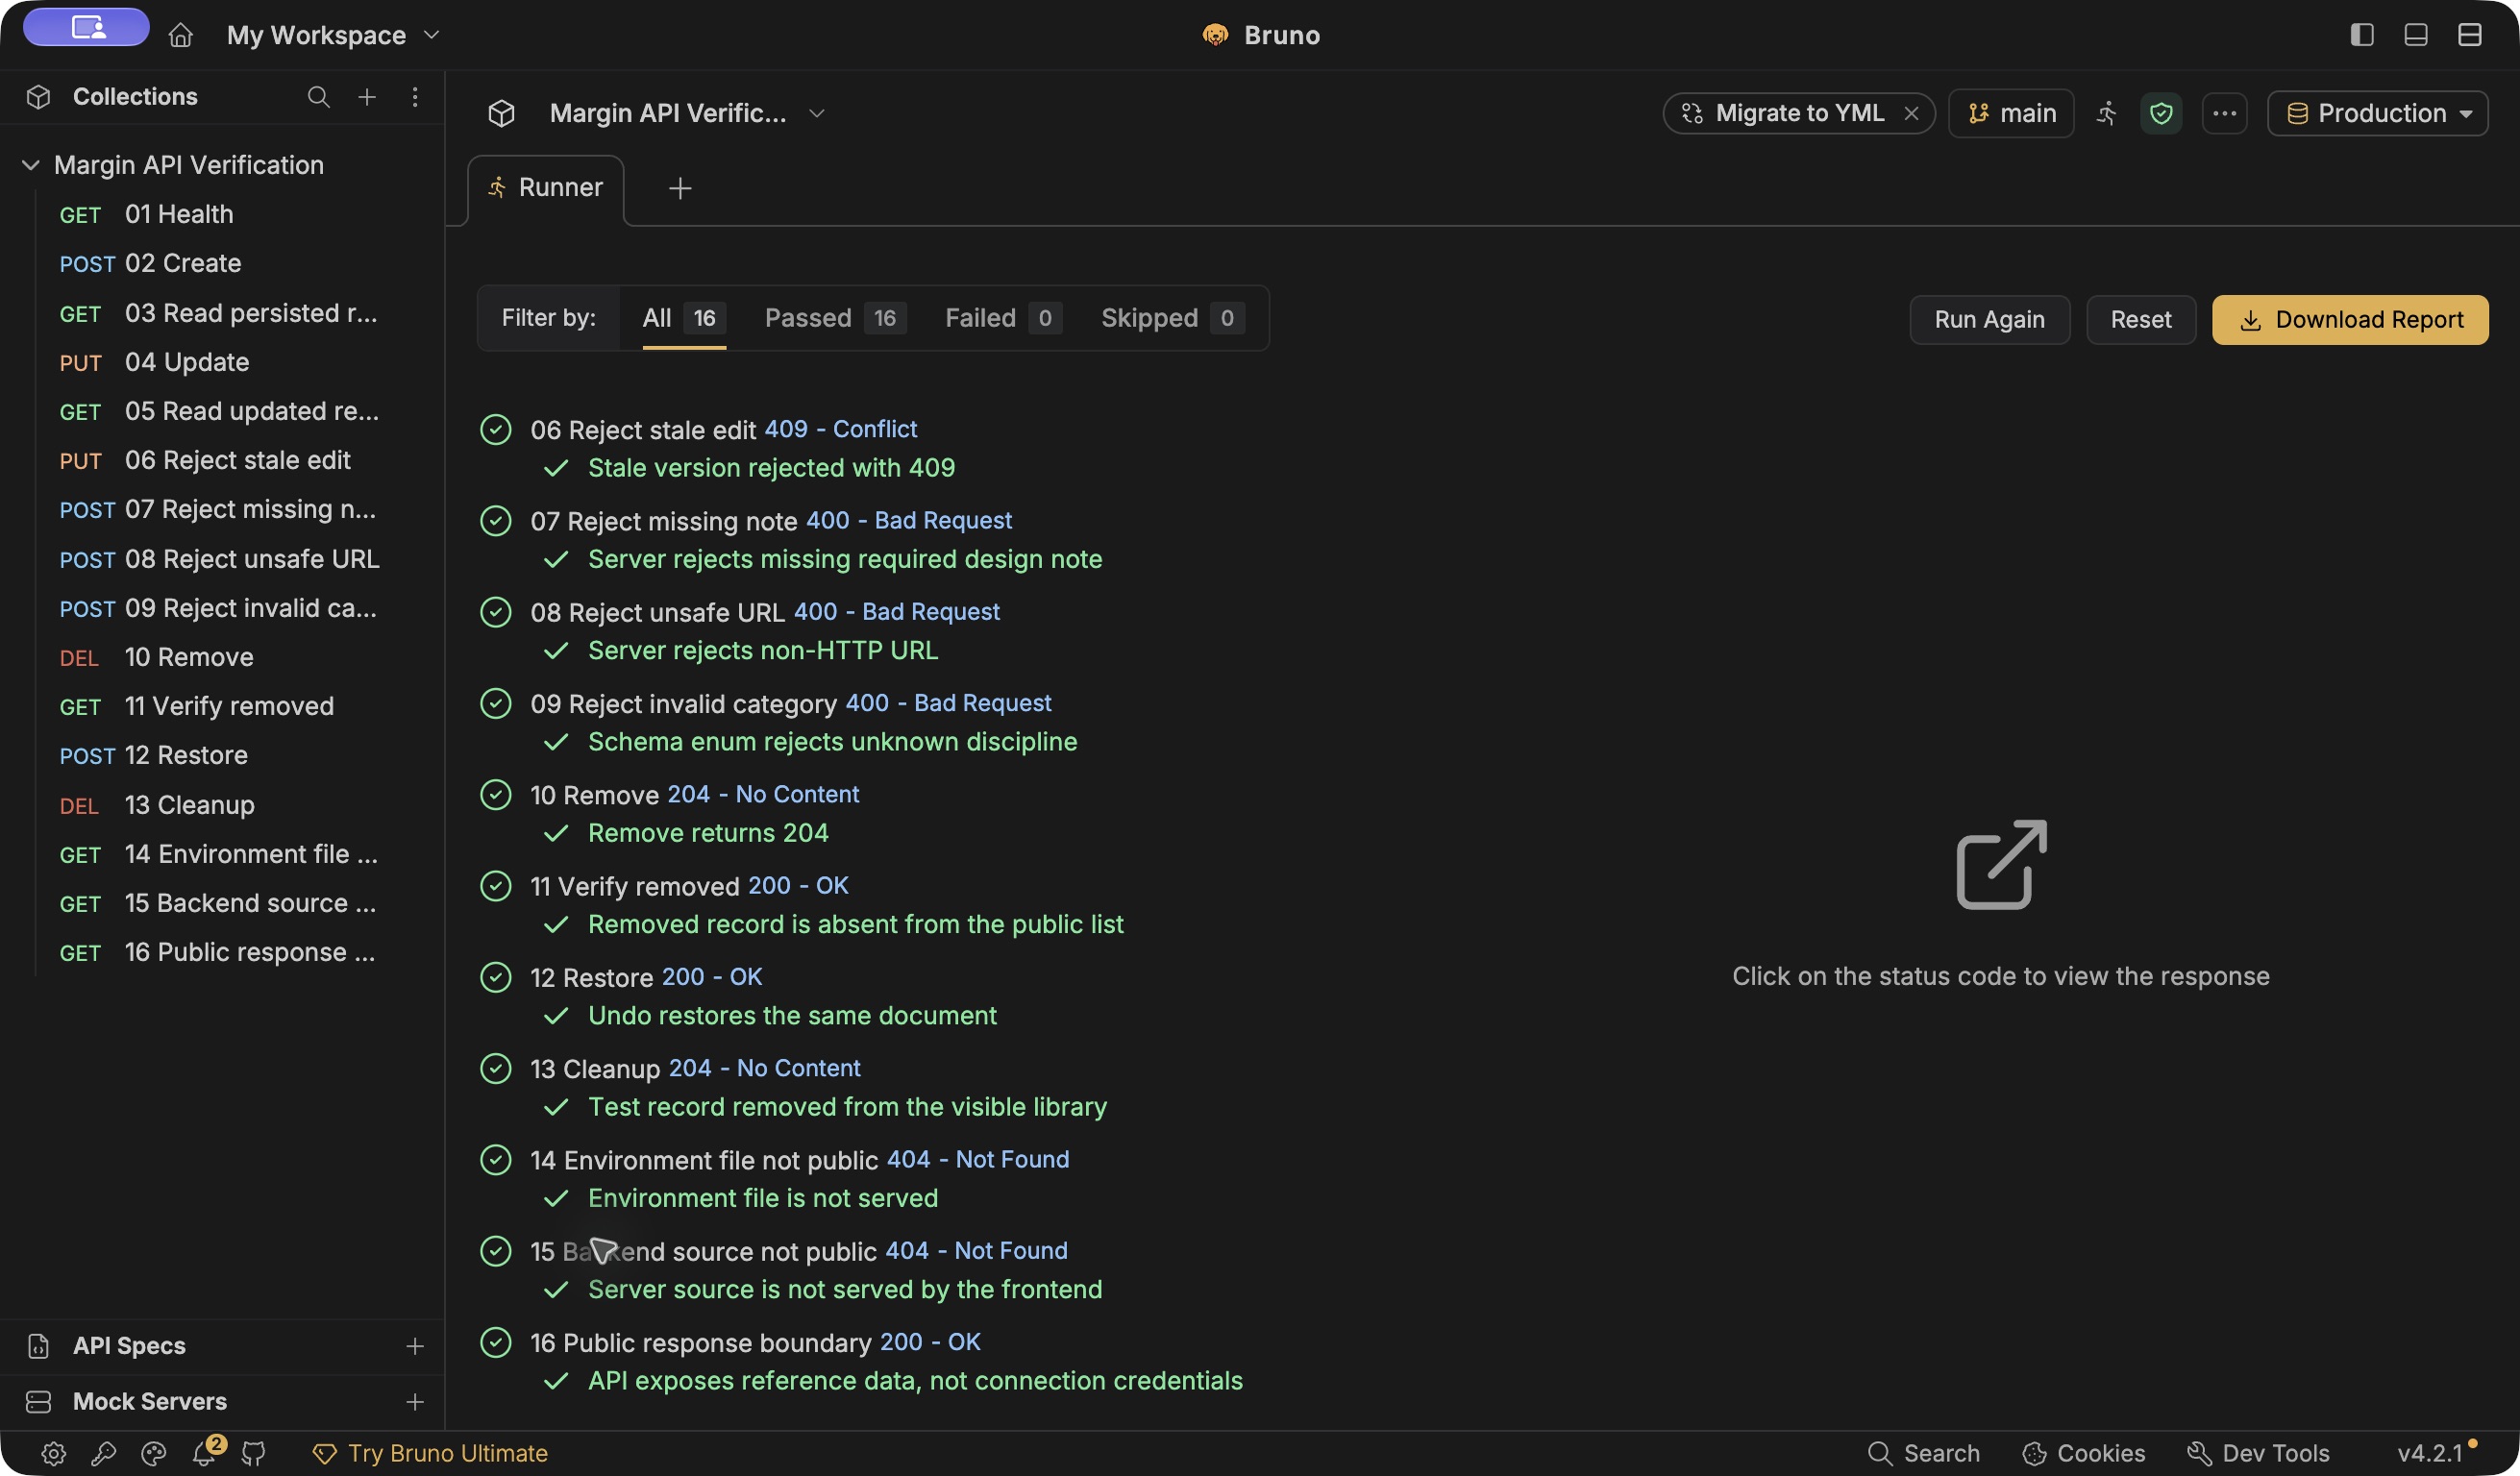 My Workspace
Bruno
Collections
Margin API Verific...
Migrate to YML
main
Production
Margin API Verification
Runner
GET 01 Health
POST 02 Create
GET 03 Read persisted r...
PUT 04 Update
GET 05 Read updated re...
PUT 06 Reject stale edit
POST 07 Reject missing n...
POST 08 Reject unsafe URL
POST 09 Reject invalid ca...
DEL 10 Remove
GET 11 Verify removed
POST 12 Restore
DEL 13 Cleanup
GET 14 Environment file ...
GET 15 Backend source ...
GET 16 Public response ...
API Specs
Mock Servers
Filter by: All 16 Passed 16 Failed 0 Skipped 0
Run Again Reset Download Report
06 Reject stale edit 409 - Conflict
Stale version rejected with 409
07 Reject missing note 400 - Bad Request
Server rejects missing required design note
08 Reject unsafe URL 400 - Bad Request
Server rejects non-HTTP URL
09 Reject invalid category 400 - Bad Request
Schema enum rejects unknown discipline
10 Remove 204 - No Content
Remove returns 204
11 Verify removed 200 - OK
Removed record is absent from the public list
12 Restore 200 - OK
Undo restores the same document
13 Cleanup 204 - No Content
Test record removed from the visible library
14 Environment file not public 404 - Not Found
Environment file is not served
15 Backend source not public 404 - Not Found
Server source is not served by the frontend
16 Public response boundary 200 - OK
API exposes reference data, not connection credentials
Click on the status code to view the response
2
Try Bruno Ultimate
Search
Cookies
Dev Tools
v4.2.1